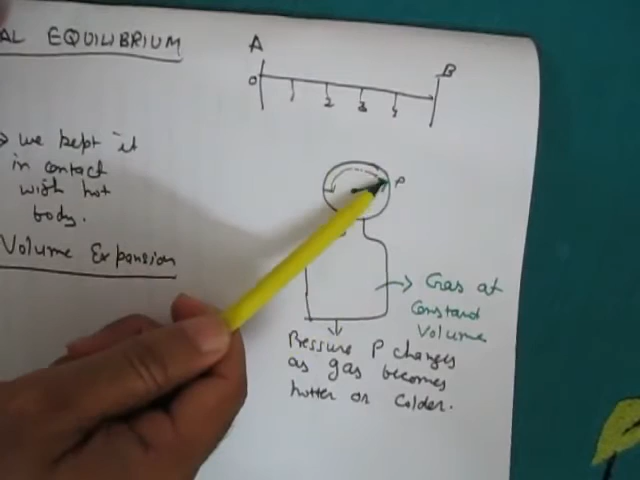 AL EQUILIBRIUM
A
B
0
1 2 3 4
→ we kept it
in contact
with hot
body.
Volume Expansion
P
→ Gas at
Constand
Volume
Pressure P changes
as gas becomes
hotter or Colder.